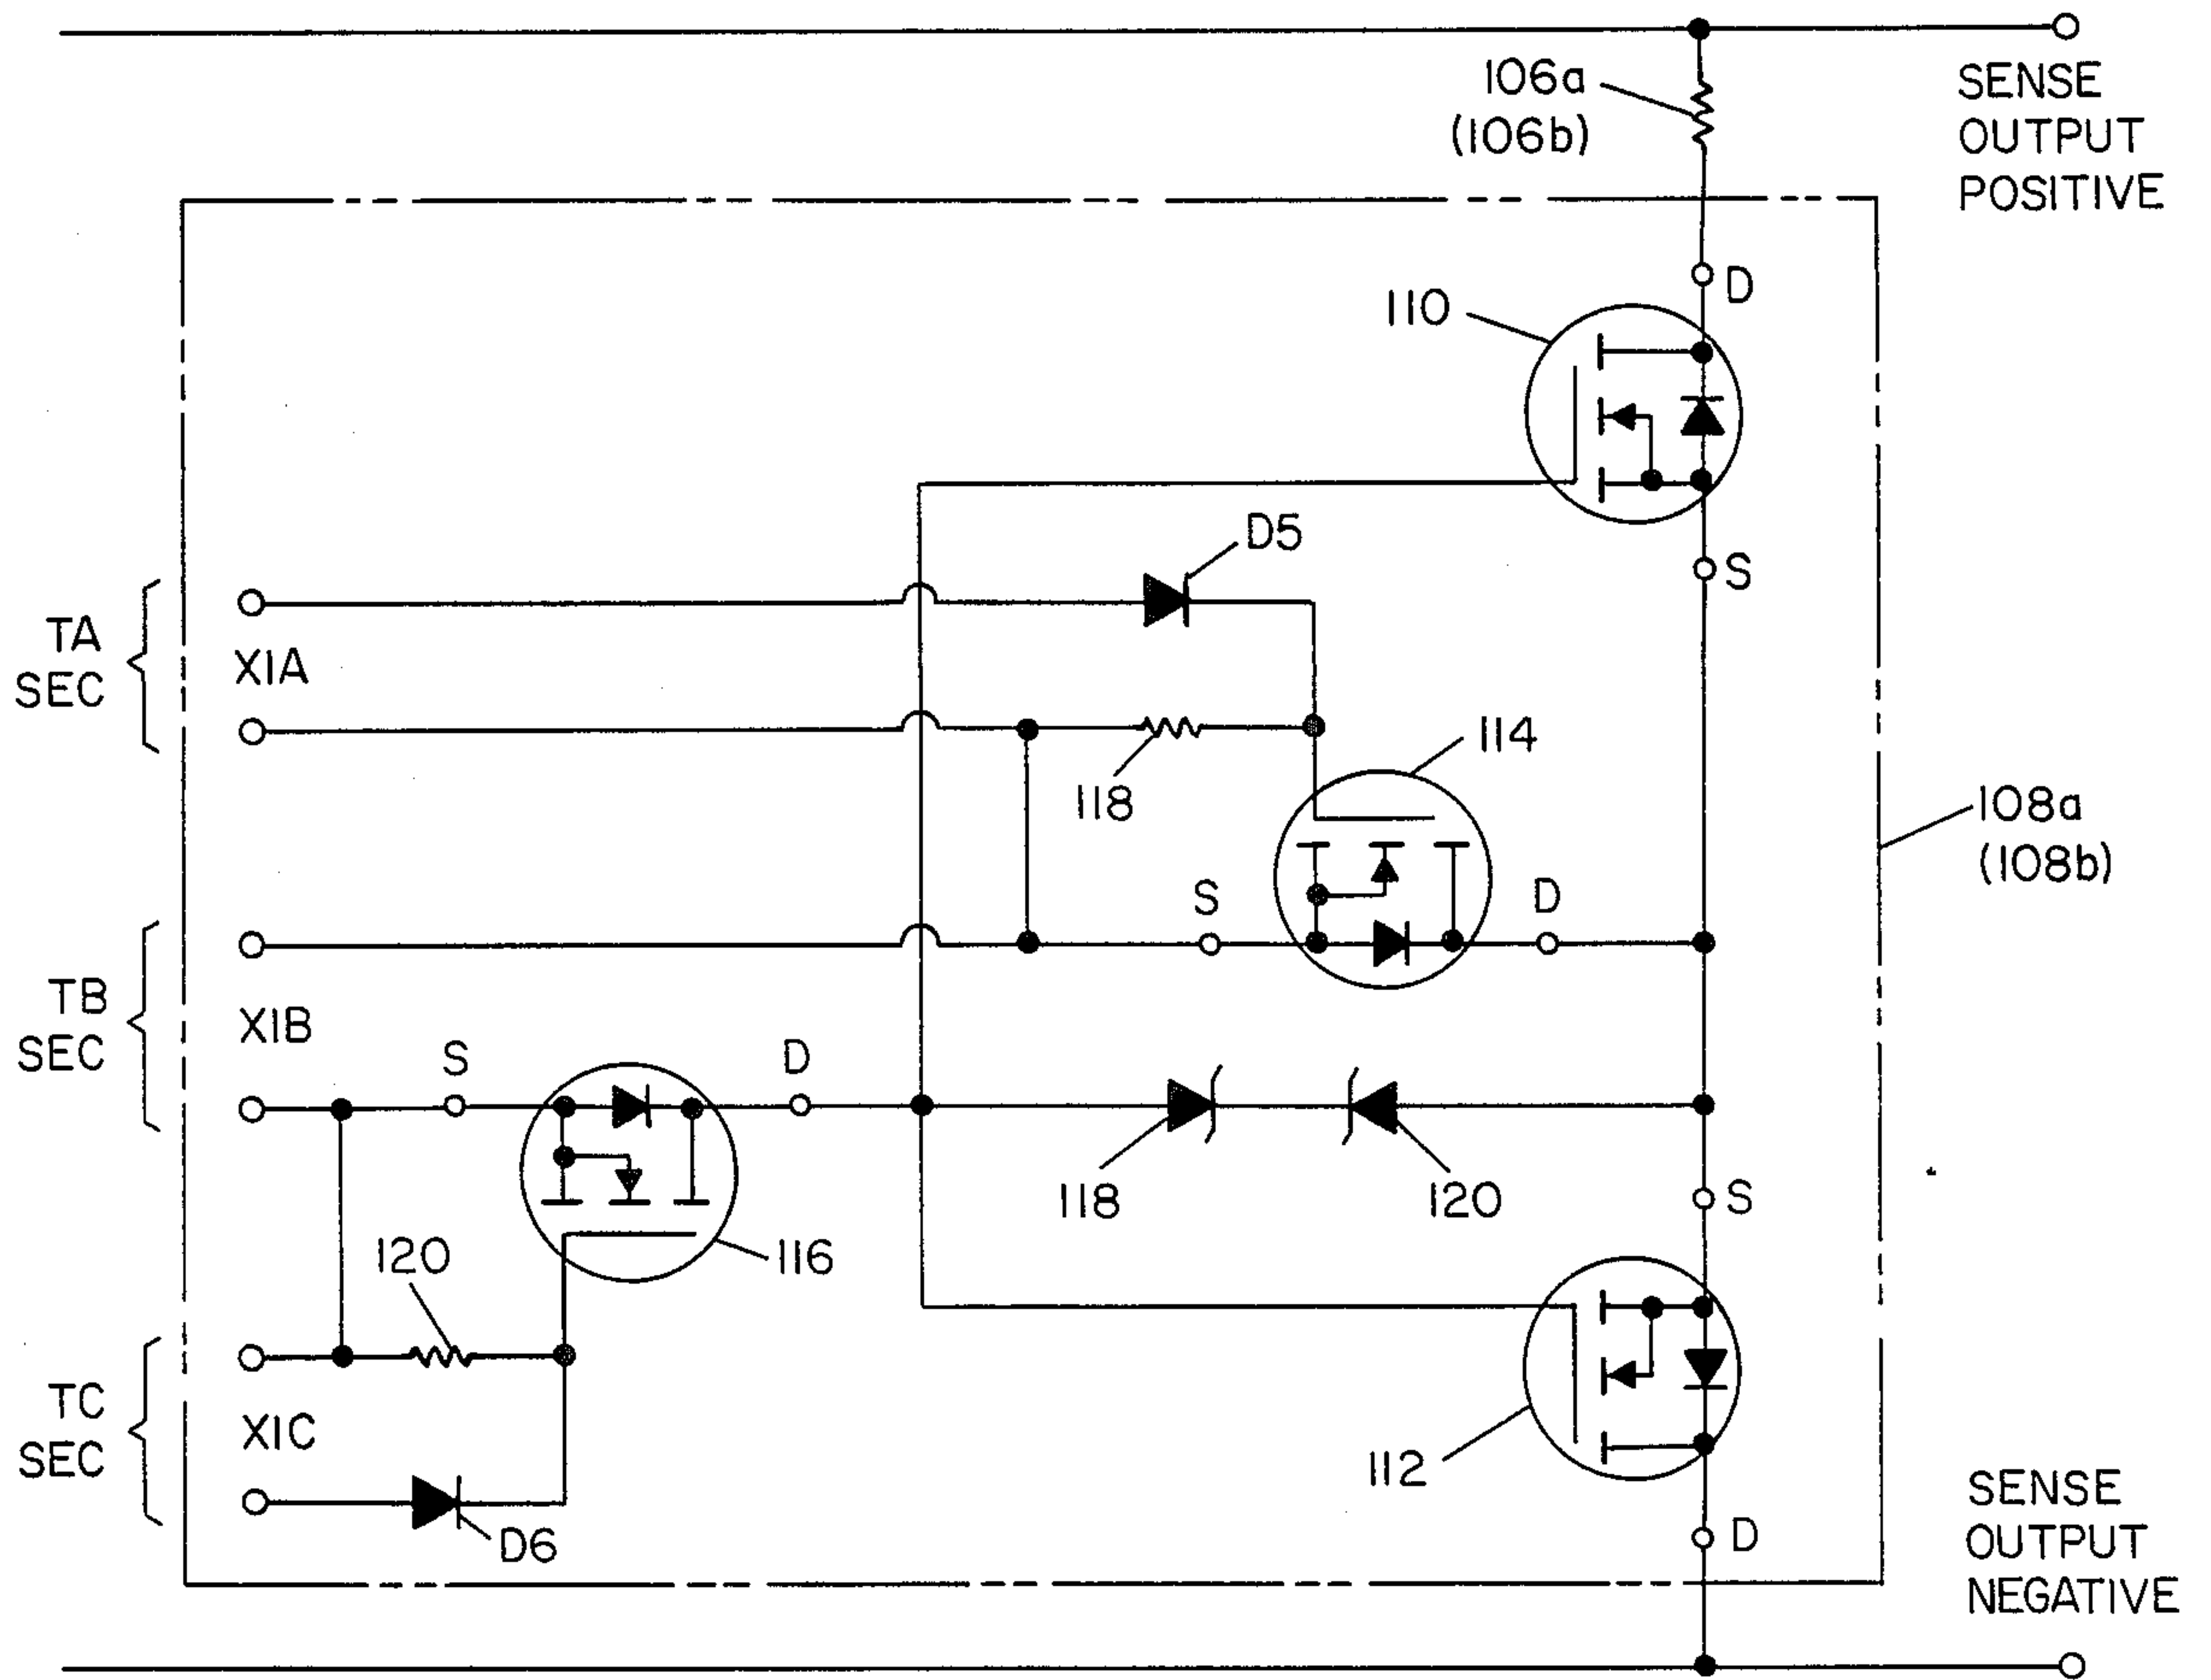 106a
(106b)
SENSE
OUTPUT
POSITIVE
D
110
S
D5
TA
SEC
X1A
118
114
108a
(108b)
S
D
TB
SEC
X1B
S
D
118
120
S
116
120
TC
SEC
X1C
D6
112
D
SENSE
OUTPUT
NEGATIVE